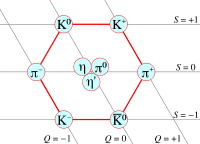 K⁰ K⁺ S = +1
π⁻ η π⁰ η' π⁺ S = 0
K⁻ K̅⁰ S = −1
Q = −1 Q = 0 Q = +1